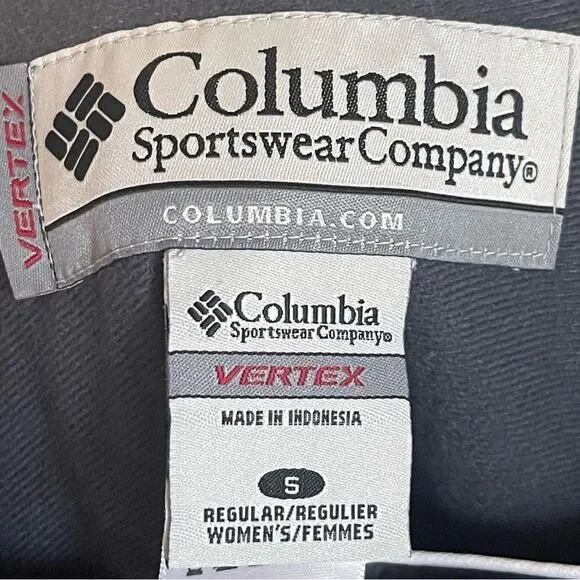 VERTEX
Columbia
Sportswear Company®
COLUMBIA.COM
Columbia
Sportswear Company®
VERTEX
MADE IN INDONESIA
S
REGULAR/REGULIER
WOMEN'S/FEMMES